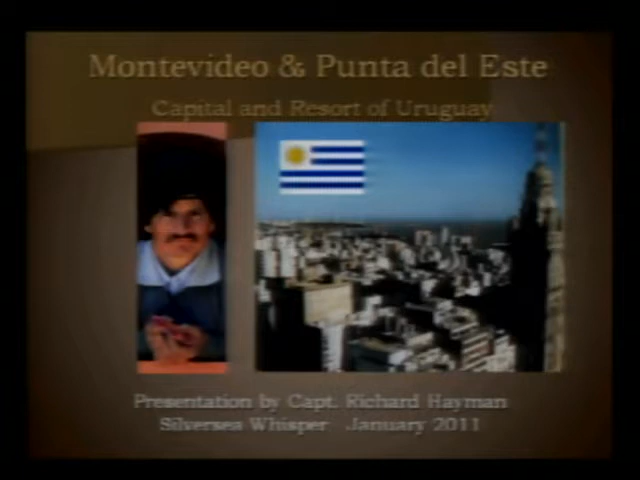 Montevideo & Punta del Este
Capital and Resort of Uruguay
Presentation by Capt. Richard Hayman
Silversea Whisper January 2011